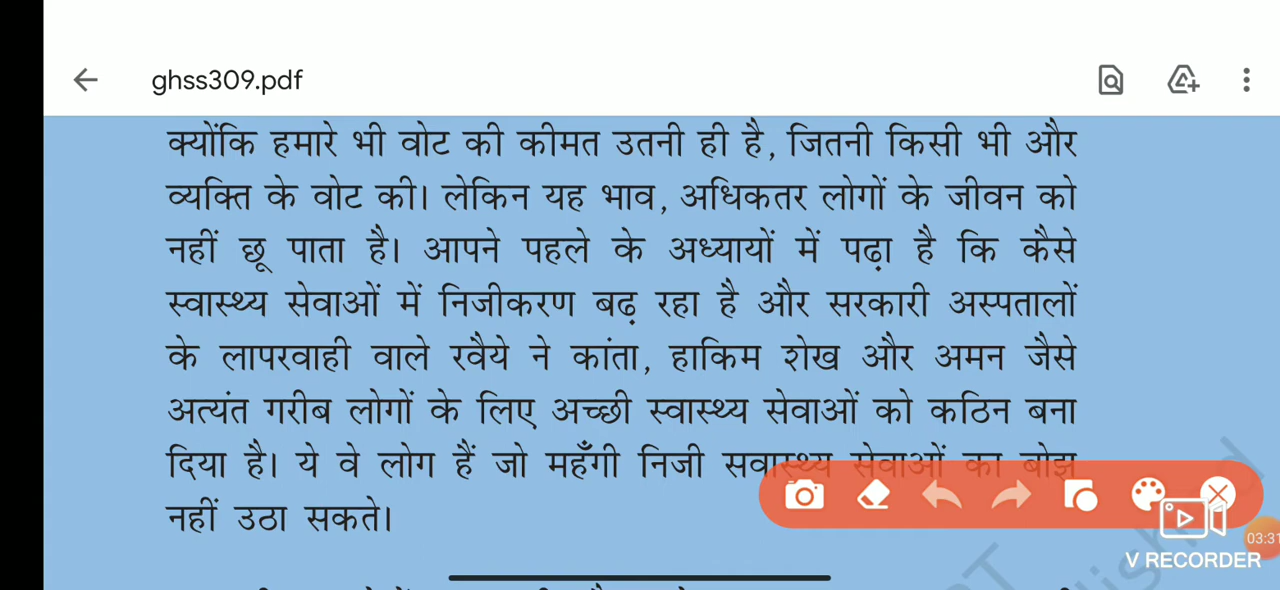 ghss309.pdf
क्योंकि हमारे भी वोट की कीमत उतनी ही है, जितनी किसी भी और
व्यक्ति के वोट की। लेकिन यह भाव, अधिकतर लोगों के जीवन को
नहीं छू पाता है। आपने पहले के अध्यायों में पढ़ा है कि कैसे
स्वास्थ्य सेवाओं में निजीकरण बढ़ रहा है और सरकारी अस्पतालों
के लापरवाही वाले रवैये ने कांता, हाकिम शेख और अमन जैसे
अत्यंत गरीब लोगों के लिए अच्छी स्वास्थ्य सेवाओं को कठिन बना
दिया है। ये वे लोग हैं जो महँगी निजी सवास्थ्य सेवाओं का बोझ
नहीं उठा सकते।
03:31
V RECORDER